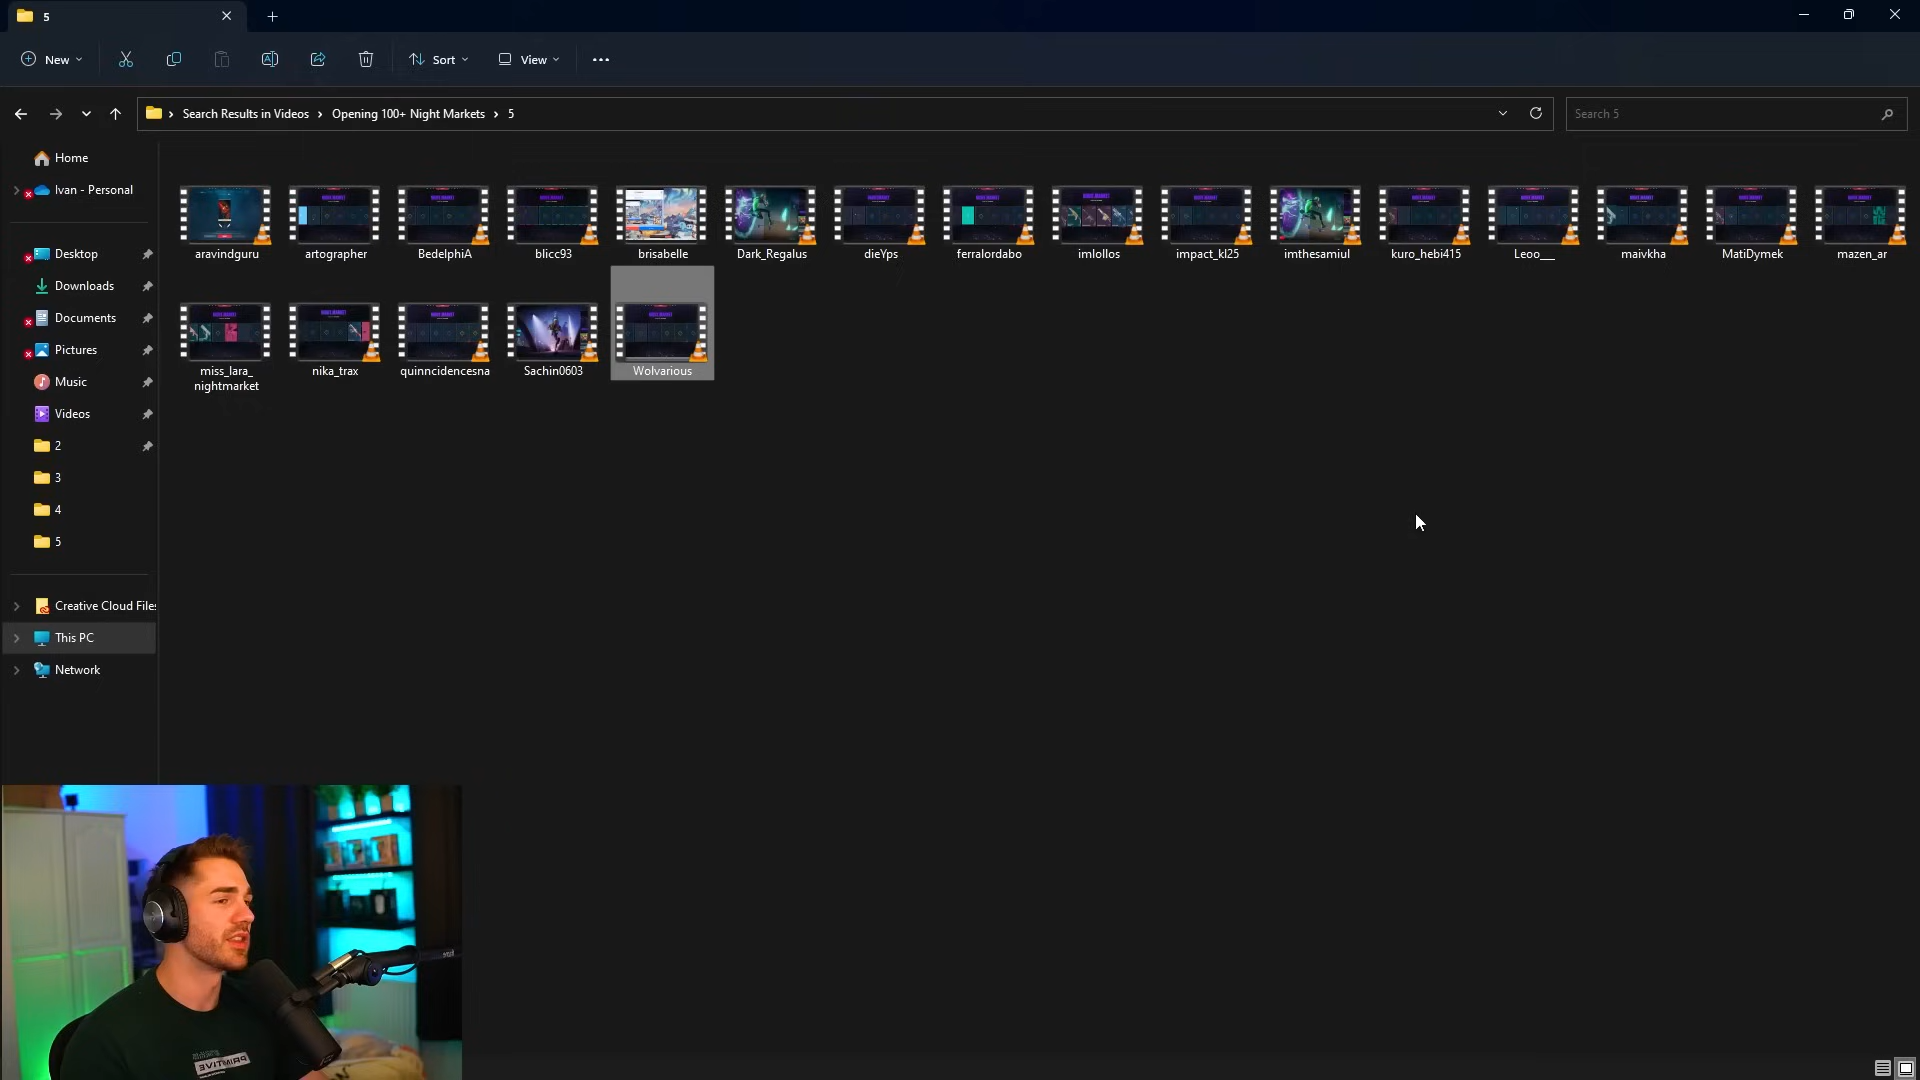 5
New
Sort
View
Search Results in Videos
Opening 100+ Night Markets
5
Search 5
Home
Ivan - Personal
Desktop
Downloads
Documents
Pictures
Music
Videos
2
3
4
5
Creative Cloud Files
This PC
Network
aravindguru
artographer
BedelphiA
blicc93
brisabelle
Dark_Regalus
dieYps
ferralordabo
imlollos
impact_kl25
imthesamiul
kuro_hebi415
Leoo___
maivkha
MatiDymek
mazen_ar
miss_lara_
nightmarket
nika_trax
quinncidencesna
Sachin0603
Wolvarious
PRIMITIVE